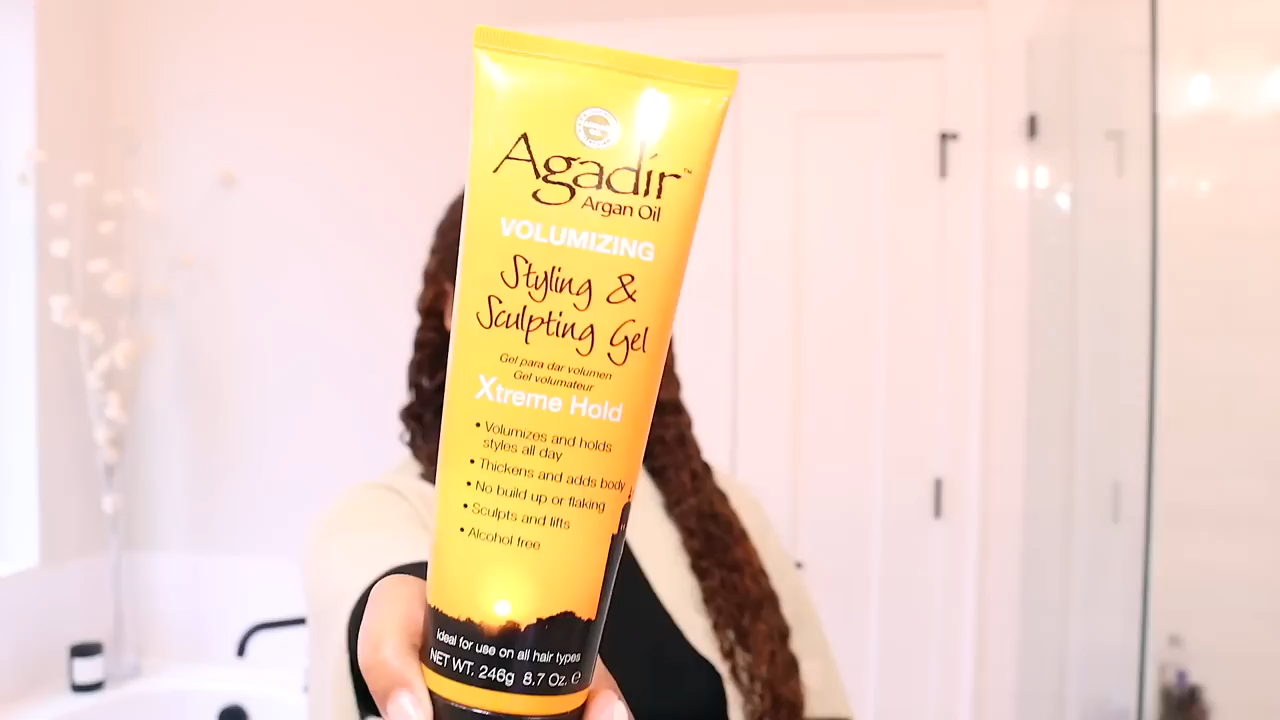 Agadír™
Argan Oil
VOLUMIZING
Styling &
Sculpting Gel
Gel para dar volumen
Gel volumateur
Xtreme Hold
• Volumizes and holds
styles all day
• Thickens and adds body
• No build up or flaking
• Sculpts and lifts
• Alcohol free
ideal for use on all hair types
NET WT. 246g 8.7 Oz. ℮